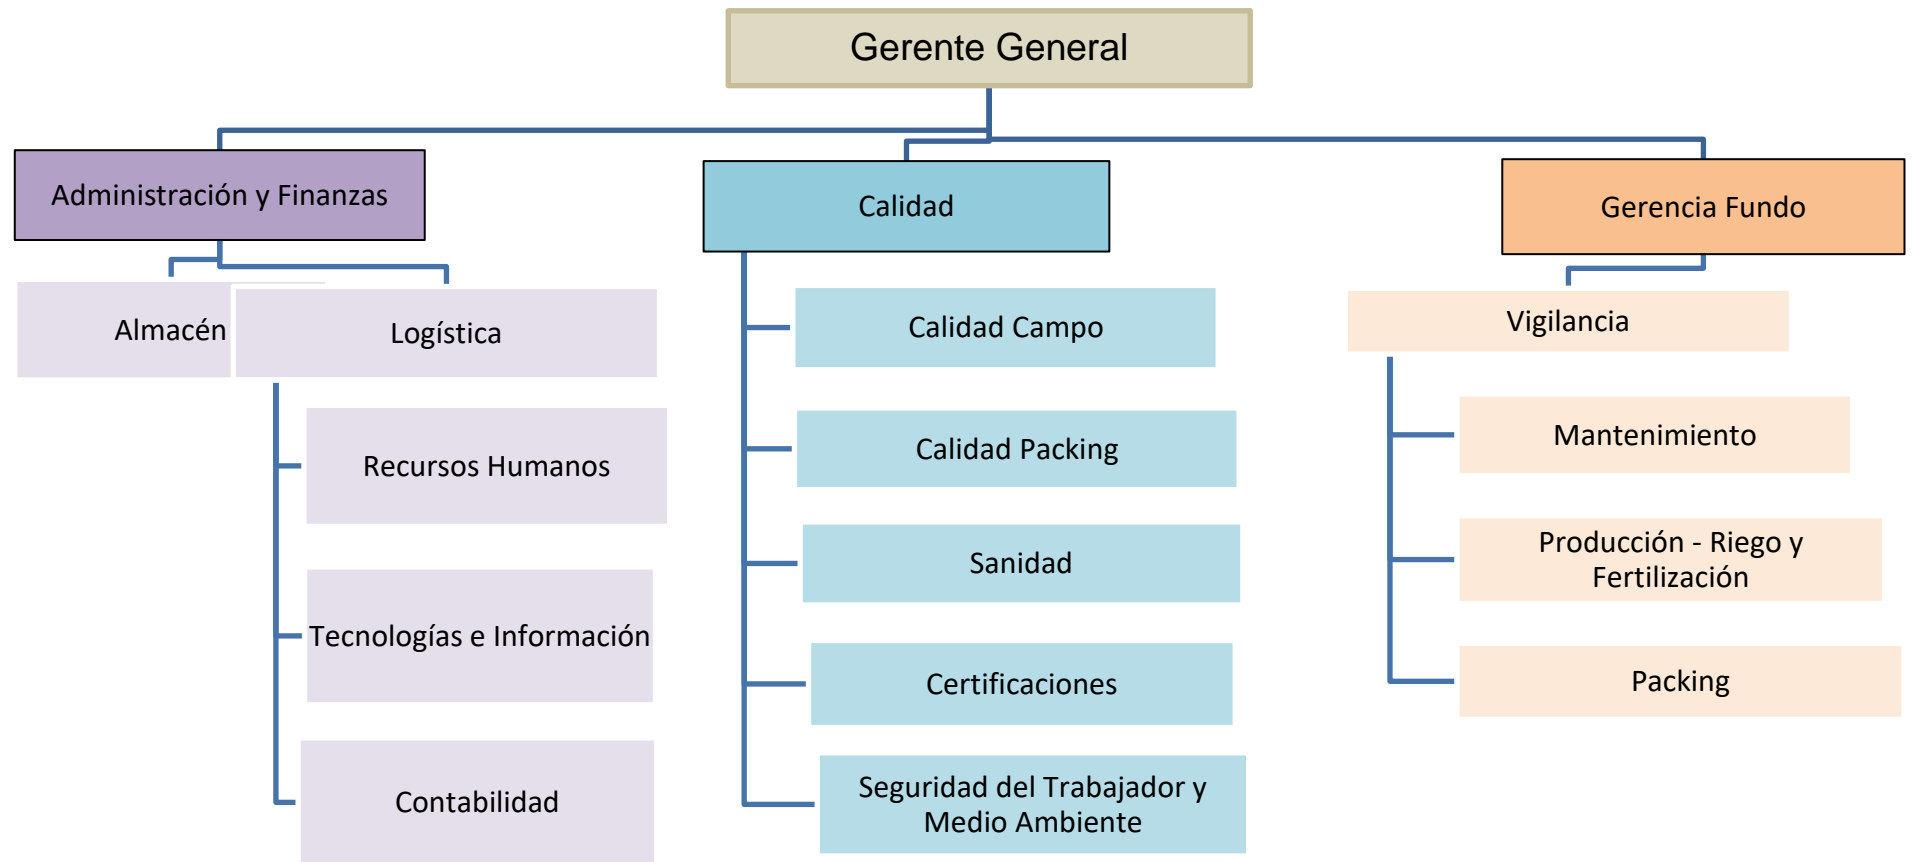 Gerente General
Administración y Finanzas
Calidad
Gerencia Fundo
Almacén
Logística
Recursos Humanos
Tecnologías e Información
Contabilidad
Calidad Campo
Calidad Packing
Sanidad
Certificaciones
Seguridad del Trabajador y
Medio Ambiente
Vigilancia
Mantenimiento
Producción - Riego y
Fertilización
Packing